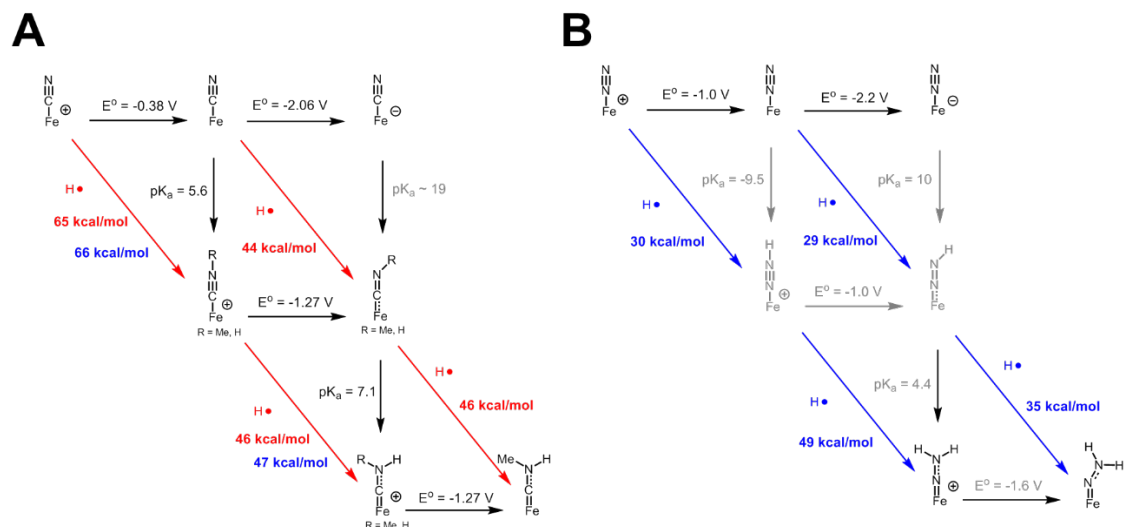 A
B
N
C
Fe
⊕
E° = -0.38 V
N
C
Fe
E° = -2.06 V
N
C
Fe
⊖
H •
65 kcal/mol
66 kcal/mol
pKa = 5.6
H •
44 kcal/mol
pKa ~ 19
R
N
C
Fe
⊕
R = Me, H
E° = -1.27 V
R
N
C
Fe
R = Me, H
H •
46 kcal/mol
47 kcal/mol
pKa = 7.1
H •
46 kcal/mol
R
N
H
C
Fe
⊕
R = Me, H
E° = -1.27 V
Me
N
H
C
Fe
N
N
Fe
⊕
E° = -1.0 V
N
N
Fe
E° = -2.2 V
N
N
Fe
⊖
H •
30 kcal/mol
pKa = -9.5
H •
29 kcal/mol
pKa = 10
H
N
N
Fe
⊕
E° = -1.0 V
H
N
N
Fe
H •
49 kcal/mol
pKa = 4.4
H •
35 kcal/mol
H
H
N
N
Fe
⊕
E° = -1.6 V
H
N
H
N
Fe